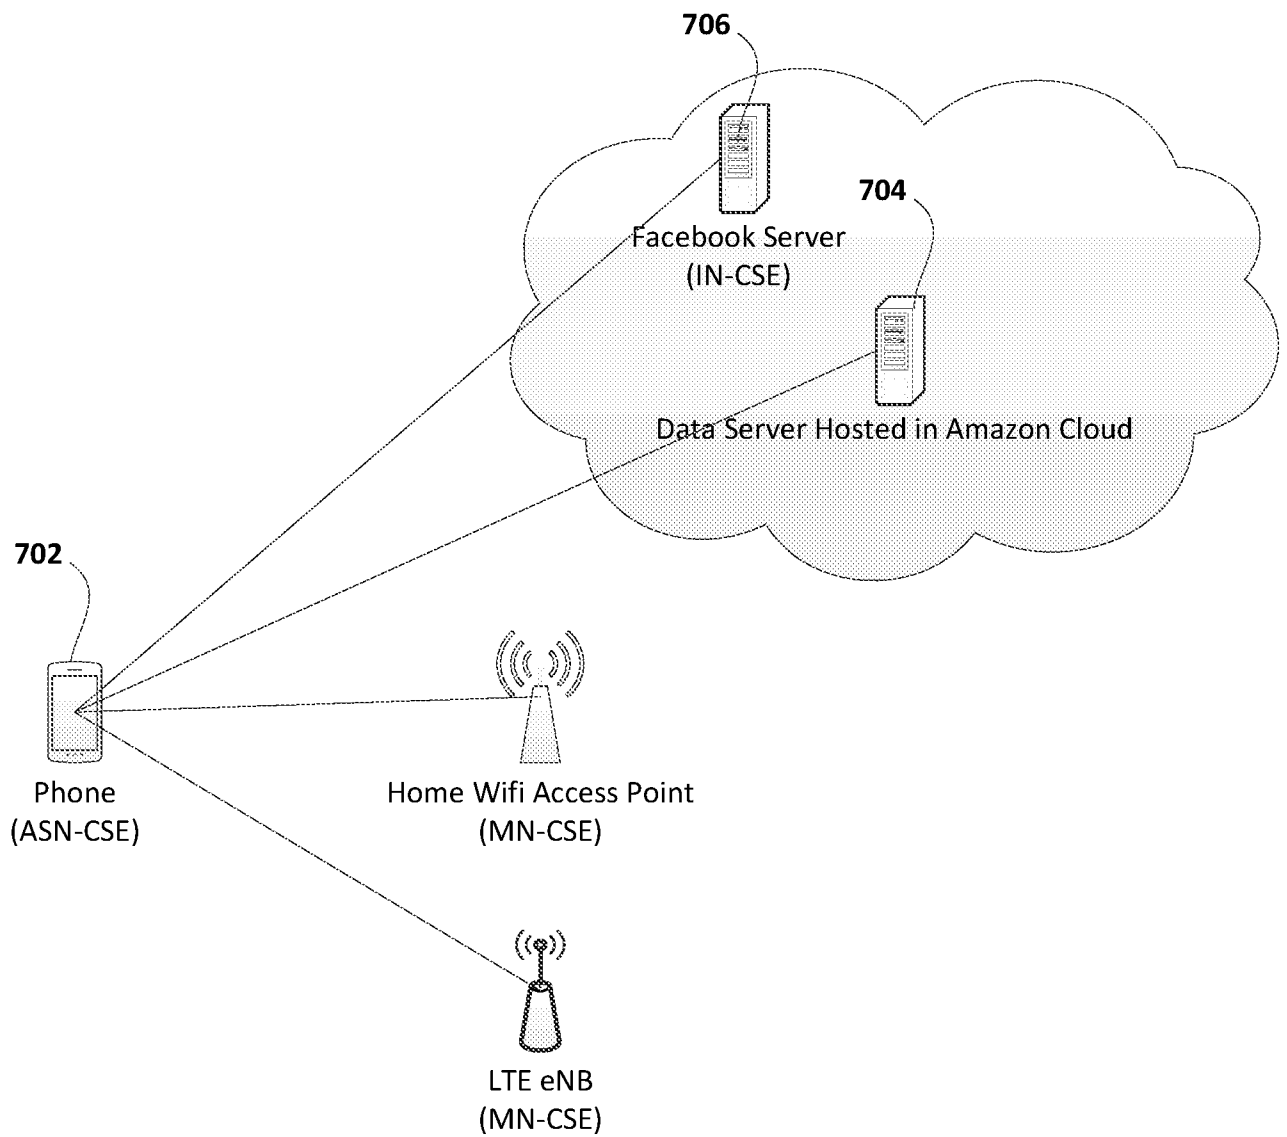 706
704
Facebook Server
(IN-CSE)
Data Server Hosted in Amazon Cloud
702
Phone
(ASN-CSE)
Home Wifi Access Point
(MN-CSE)
LTE eNB
(MN-CSE)